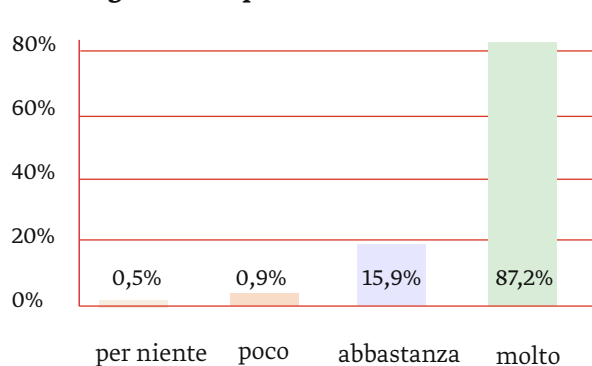 80%
60%
40%
20%
0%
0,5%
0,9%
15,9%
87,2%
per niente
poco
abbastanza
molto